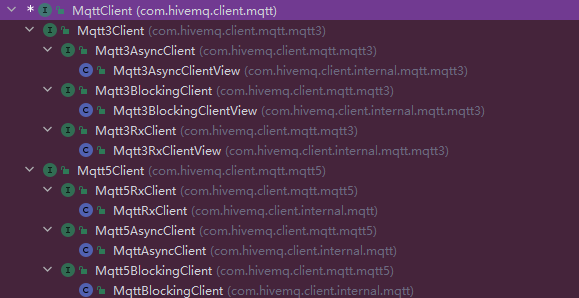 * MqttClient (com.hivemq.client.mqtt)
Mqtt3Client (com.hivemq.client.mqtt.mqtt3)
Mqtt3AsyncClient (com.hivemq.client.mqtt.mqtt3)
Mqtt3AsyncClientView (com.hivemq.client.internal.mqtt.mqtt3)
Mqtt3BlockingClient (com.hivemq.client.mqtt.mqtt3)
Mqtt3BlockingClientView (com.hivemq.client.internal.mqtt.mqtt3)
Mqtt3RxClient (com.hivemq.client.mqtt.mqtt3)
Mqtt3RxClientView (com.hivemq.client.internal.mqtt.mqtt3)
Mqtt5Client (com.hivemq.client.mqtt.mqtt5)
Mqtt5RxClient (com.hivemq.client.mqtt.mqtt5)
MqttRxClient (com.hivemq.client.internal.mqtt)
Mqtt5AsyncClient (com.hivemq.client.mqtt.mqtt5)
MqttAsyncClient (com.hivemq.client.internal.mqtt)
Mqtt5BlockingClient (com.hivemq.client.mqtt.mqtt5)
MqttBlockingClient (com.hivemq.client.internal.mqtt)